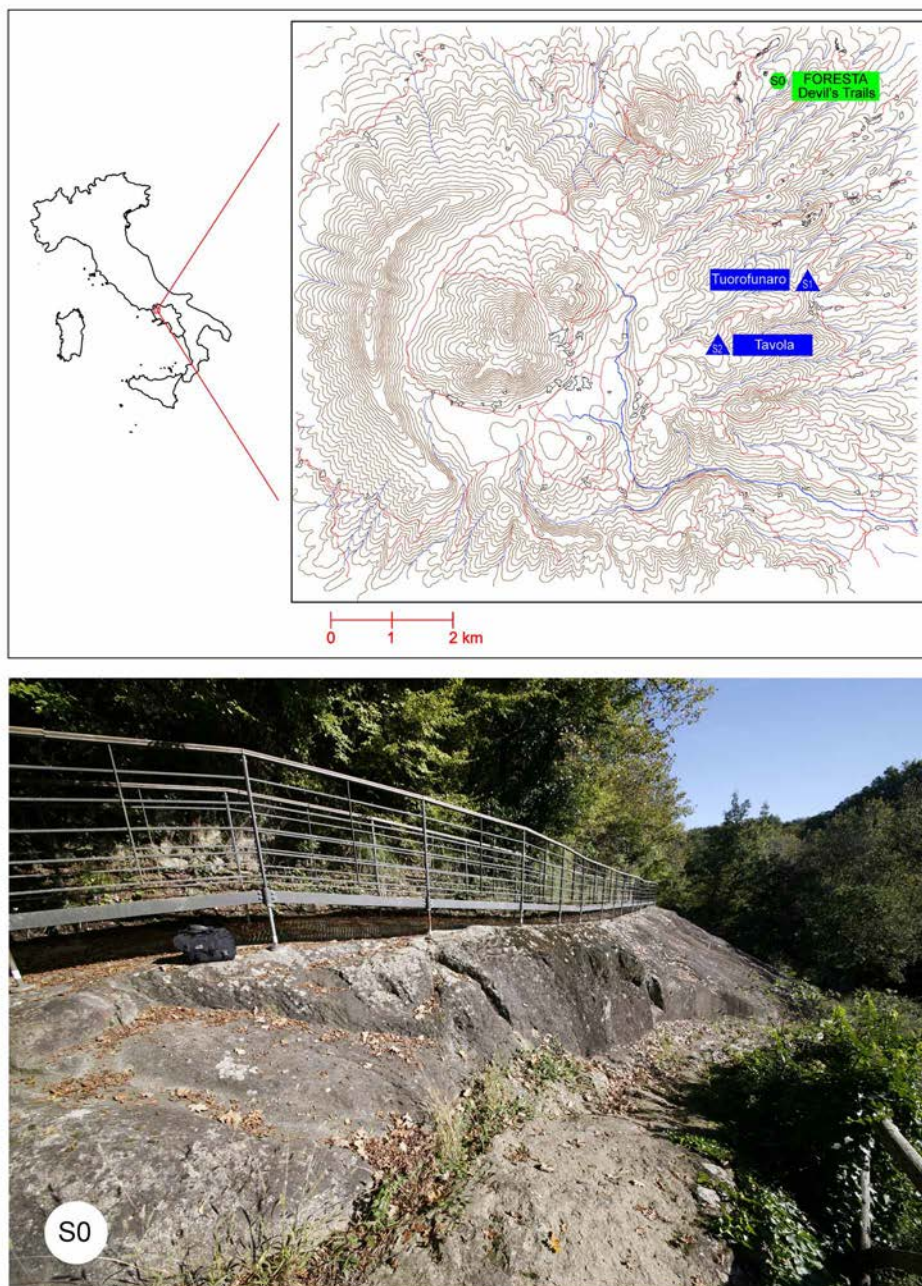 S0
FORESTA
Devil's Trails
Tuorofunaro
S1
S2
Tavola
0 1 2 km
S0